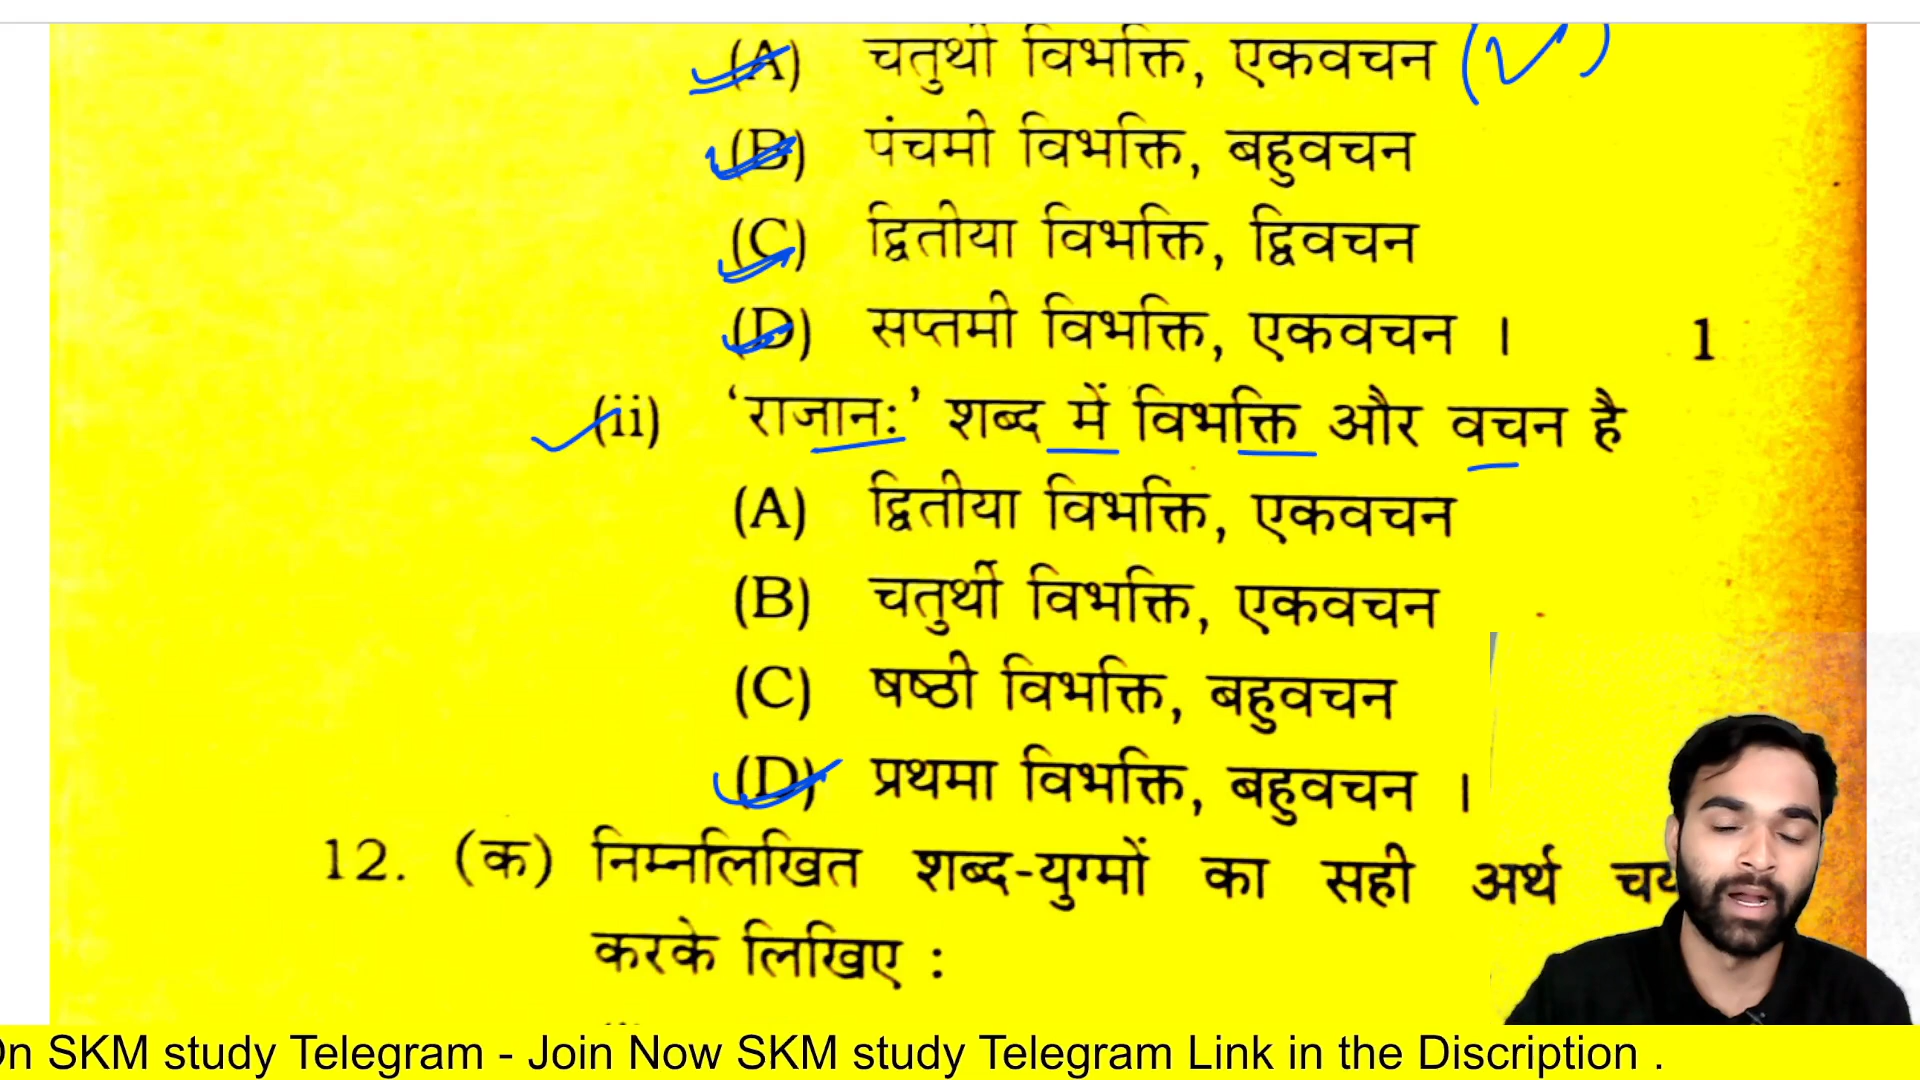 (A) चतुर्थी विभक्ति, एकवचन
(B) पंचमी विभक्ति, बहुवचन
(C) द्वितीया विभक्ति, द्विवचन
(D) सप्तमी विभक्ति, एकवचन । 1
(ii) ‘राजानः’ शब्द में विभक्ति और वचन है
(A) द्वितीया विभक्ति, एकवचन
(B) चतुर्थी विभक्ति, एकवचन
(C) षष्ठी विभक्ति, बहुवचन
(D) प्रथमा विभक्ति, बहुवचन ।
12. (क) निम्नलिखित शब्द-युग्मों का सही अर्थ
करके लिखिए :
On SKM study Telegram - Join Now SKM study Telegram Link in the Discription .